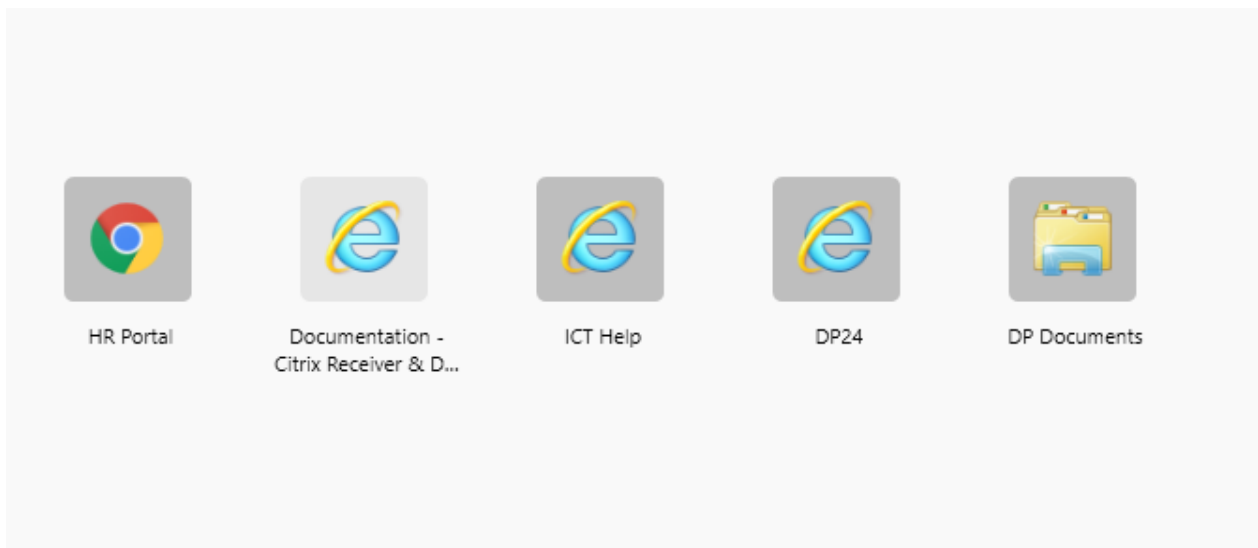 HR Portal
Documentation -
Citrix Receiver & D...
ICT Help
DP24
DP Documents